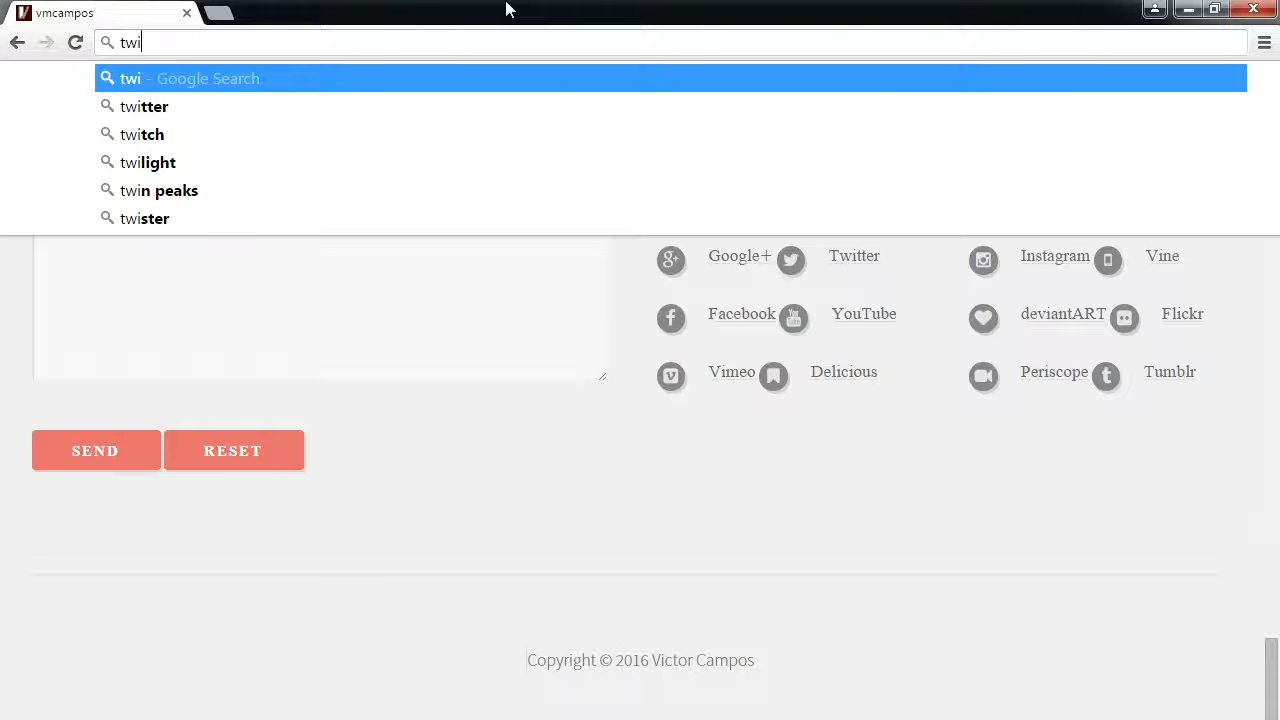 vmcampos
twi
twi - Google Search
twitter
twitch
twilight
twin peaks
twister
Google+ Twitter Instagram Vine
Facebook YouTube deviantART Flickr
Vimeo Delicious Periscope Tumblr
SEND RESET
Copyright © 2016 Victor Campos